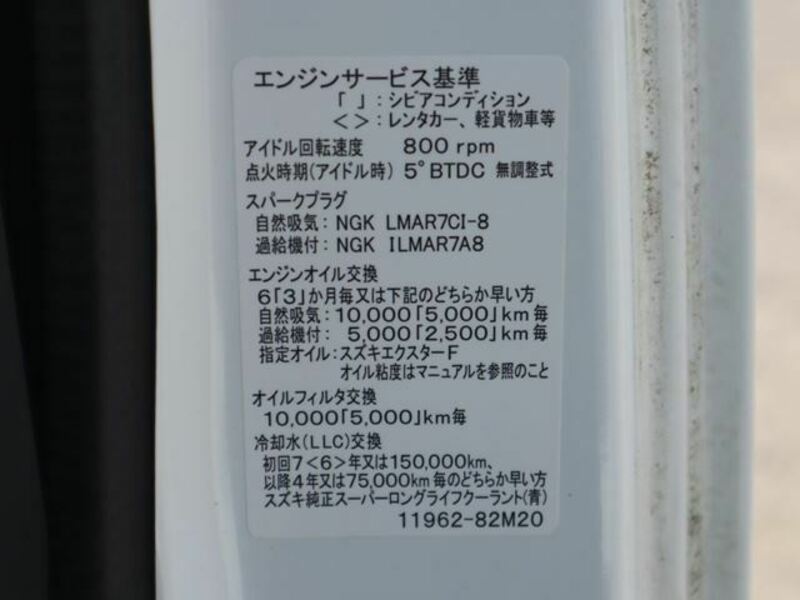 エンジンサービス基準
「 」:シビアコンディション
< >:レンタカー、軽貨物車等
アイドル回転速度 800 rpm
点火時期(アイドル時) 5°BTDC 無調整式
スパークプラグ
自然吸気:NGK LMAR7CI-8
過給機付:NGK ILMAR7A8
エンジンオイル交換
6「3」か月毎又は下記のどちらか早い方
自然吸気:10,000「5,000」km毎
過給機付: 5,000「2,500」km毎
指定オイル:スズキエクスターF
オイル粘度はマニュアルを参照のこと
オイルフィルタ交換
10,000「5,000」km毎
冷却水(LLC)交換
初回7<6>年又は150,000km、
以降4年又は75,000km毎のどちらか早い方
スズキ純正スーパーロングライフクーラント(青)
11962-82M20